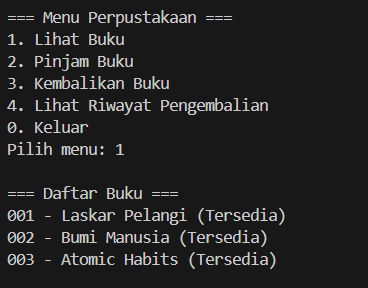 === Menu Perpustakaan ===
1. Lihat Buku
2. Pinjam Buku
3. Kembalikan Buku
4. Lihat Riwayat Pengembalian
0. Keluar
Pilih menu: 1
=== Daftar Buku ===
001 - Laskar Pelangi (Tersedia)
002 - Bumi Manusia (Tersedia)
003 - Atomic Habits (Tersedia)